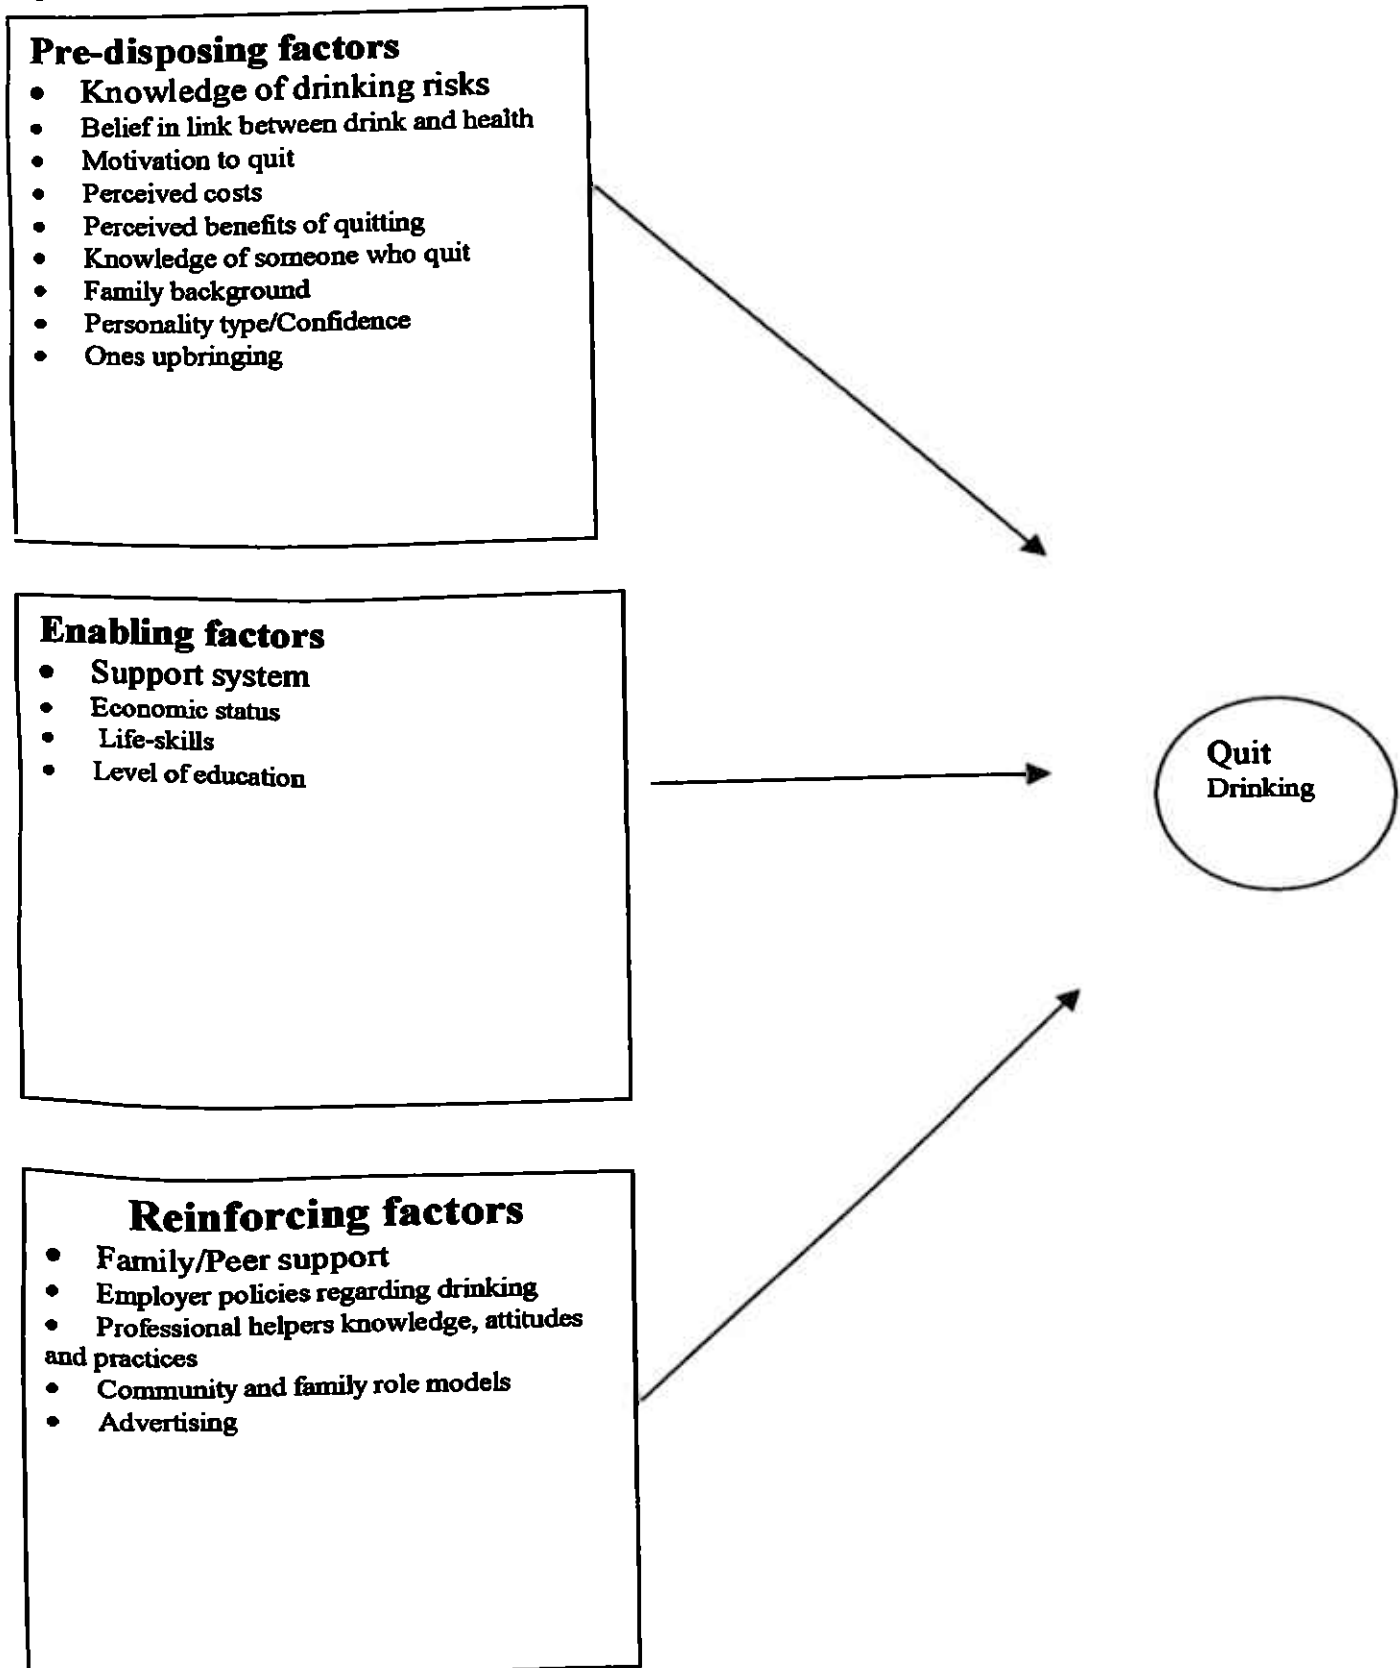 Pre-disposing factors
• Knowledge of drinking risks
• Belief in link between drink and health
• Motivation to quit
• Perceived costs
• Perceived benefits of quitting
• Knowledge of someone who quit
• Family background
• Personality type/Confidence
• Ones upbringing
Enabling factors
• Support system
• Economic status
• Life-skills
• Level of education
Quit
Drinking
Reinforcing factors
• Family/Peer support
• Employer policies regarding drinking
• Professional helpers knowledge, attitudes
and practices
• Community and family role models
• Advertising